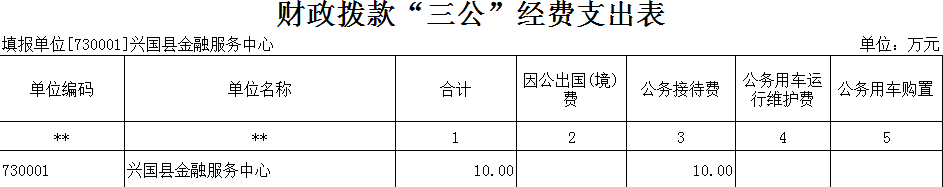 财政拨款“三公”经费支出表
填报单位[730001]兴国县金融服务中心 单位：万元
单位编码 单位名称 合计 因公出国(境)费 公务接待费 公务用车运行维护费 公务用车购置
** ** 1 2 3 4 5
730001 兴国县金融服务中心 10.00 10.00